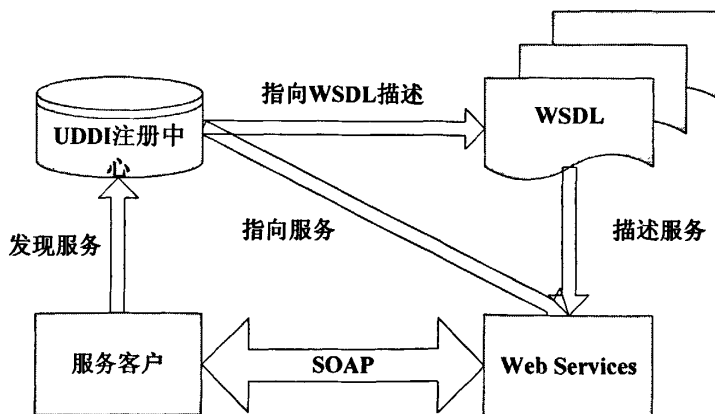 指向WSDL描述
WSDL
UDDI注册中
心
发现服务
指向服务
描述服务
服务客户
SOAP
Web Services